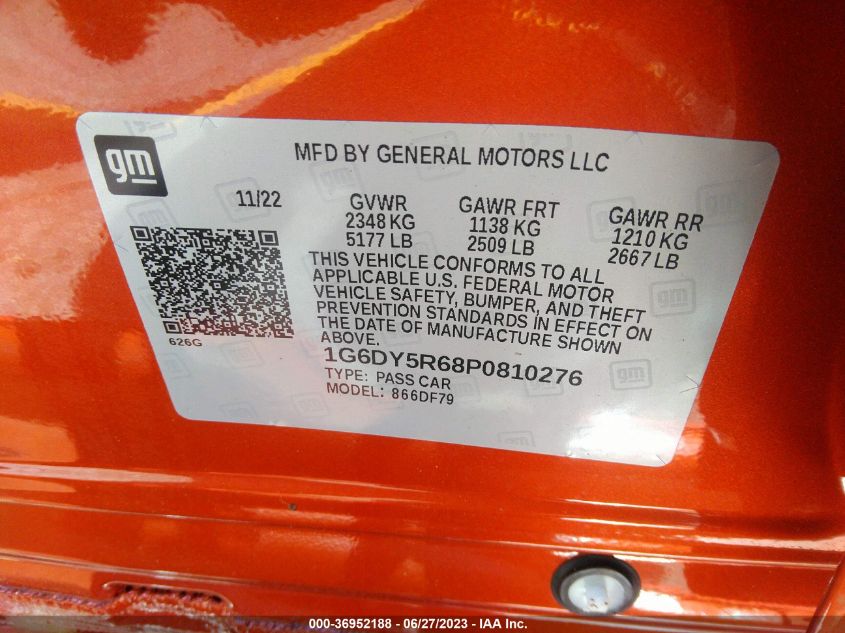 gm
MFD BY GENERAL MOTORS LLC
11/22
GVWR
2348 KG
5177 LB
GAWR FRT
1138 KG
2509 LB
GAWR RR
1210 KG
2667 LB
THIS VEHICLE CONFORMS TO ALL
APPLICABLE U.S. FEDERAL MOTOR
VEHICLE SAFETY, BUMPER, AND THEFT
PREVENTION STANDARDS IN EFFECT ON
THE DATE OF MANUFACTURE SHOWN
ABOVE.
626G
1G6DY5R68P0810276
TYPE: PASS CAR
MODEL: 866DF79
000-36952188 - 06/27/2023 - IAA Inc.